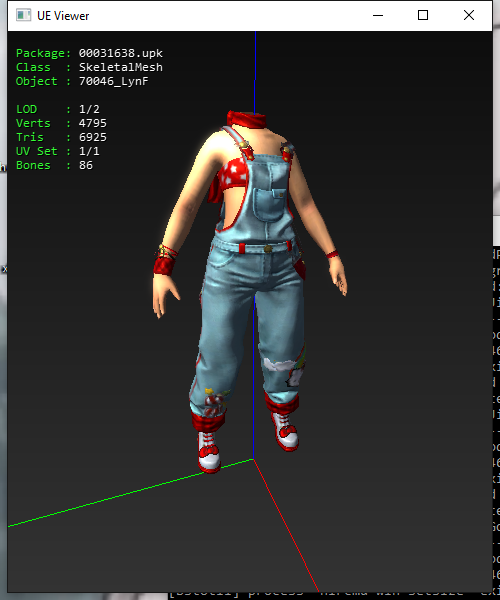 UE Viewer
Package: 00031638.upk
Class : SkeletalMesh
Object : 70046_LynF
LOD : 1/2
Verts : 4795
Tris : 6925
UV Set : 1/1
Bones : 86